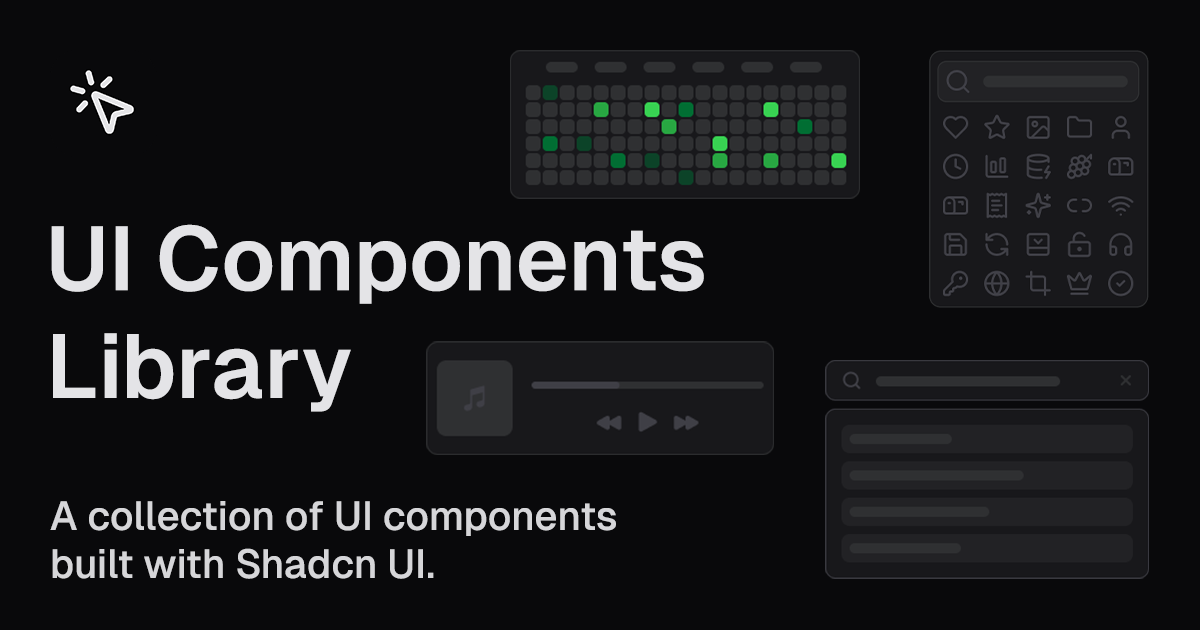 UI Components
Library
A collection of UI components
built with Shadcn UI.